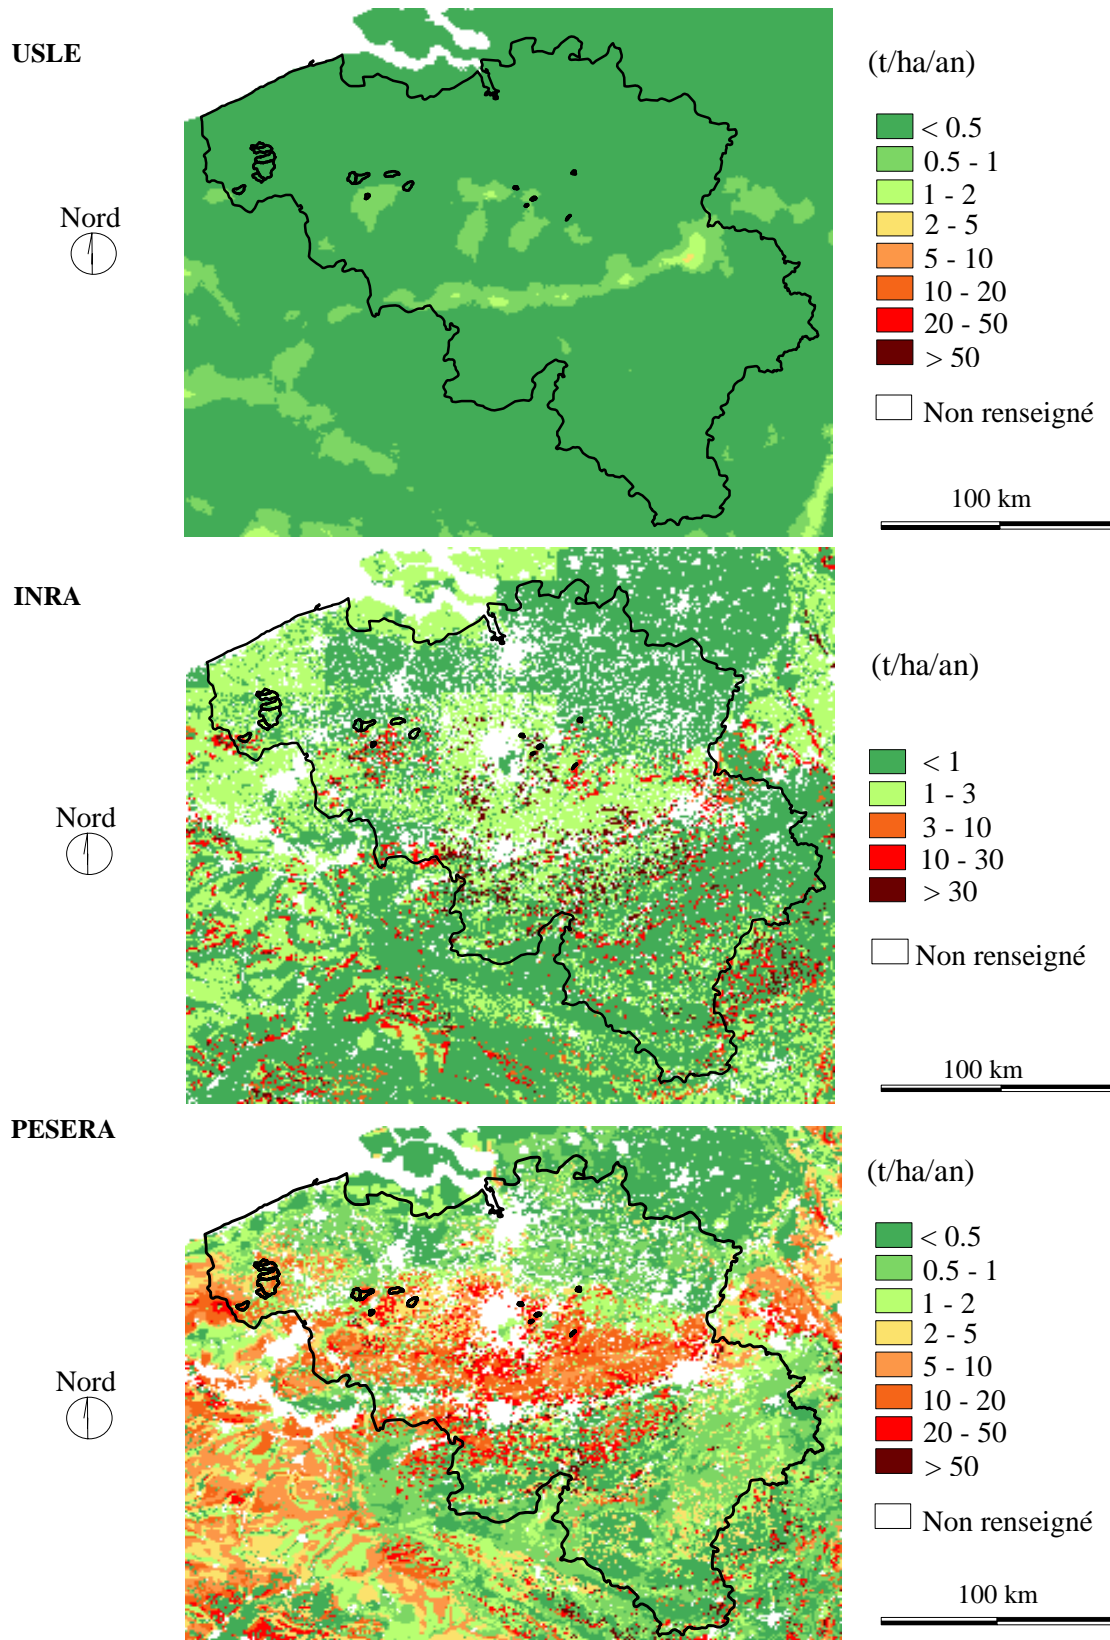 USLE
(t/ha/an)
< 0.5
0.5 - 1
1 - 2
2 - 5
5 - 10
10 - 20
20 - 50
> 50
Non renseigné
Nord
100 km
INRA
(t/ha/an)
< 1
1 - 3
3 - 10
10 - 30
> 30
Non renseigné
Nord
100 km
PESERA
(t/ha/an)
< 0.5
0.5 - 1
1 - 2
2 - 5
5 - 10
10 - 20
20 - 50
> 50
Non renseigné
Nord
100 km